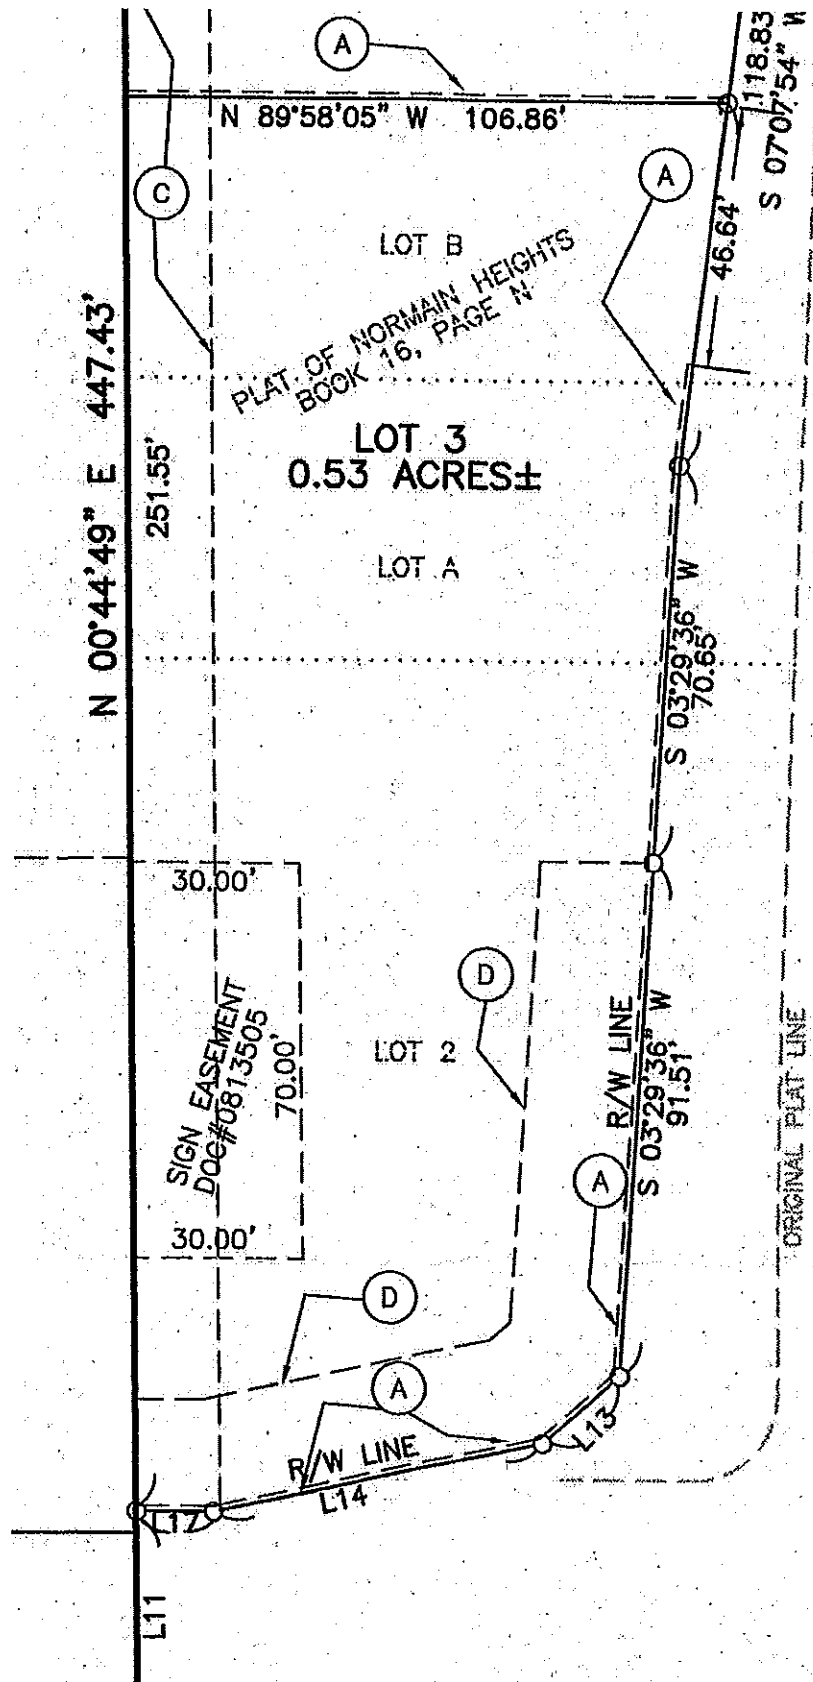 A
118.83
S 07°07'54" W
N 89°58'05" W 106.86'
C
A
46.64'
LOT B
PLAT OF NORMAIN HEIGHTS
BOOK 16, PAGE N
N 00°44'49" E 447.43'
251.55'
LOT 3
0.53 ACRES±
LOT A
S 03°29'36" W
70.65'
30.00'
SIGN EASEMENT
DOC#0813505
70.00'
30.00'
D
LOT 2
R/W LINE
S 03°29'36" W
91.51'
ORIGINAL PLAT LINE
A
D
A
R/W LINE
L13
L14
L17
L11